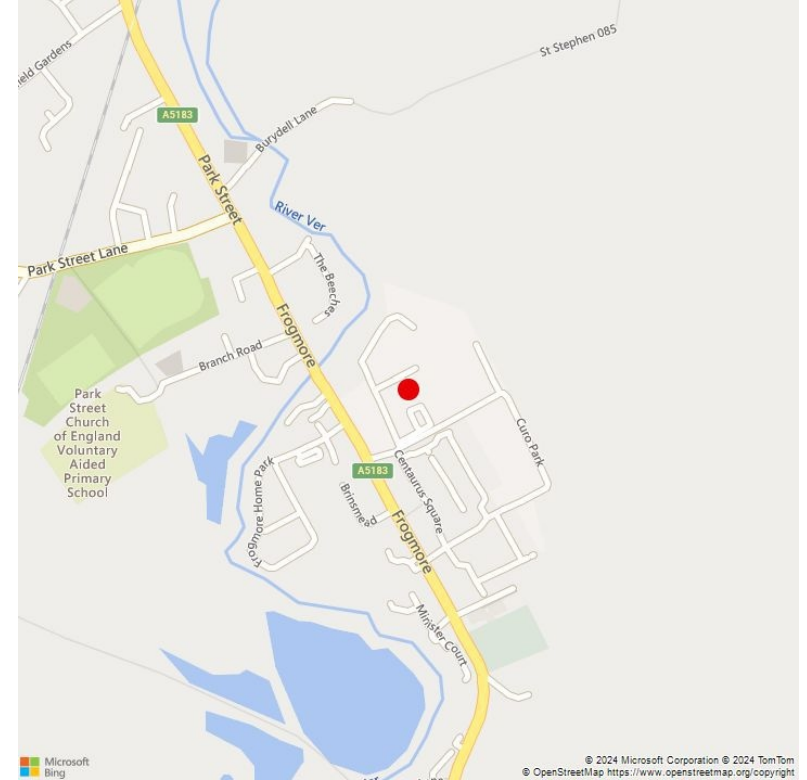 field Gardens
St Stephen 085
A5183
Burydell Lane
Park Street
River Ver
Park Street Lane
The Beeches
Frogmore
Branch Road
Park
Street
Church
of England
Voluntary
Aided
Primary
School
Curo Park
A5183
Centaurus Square
Frogmore Home Park
Brinsmead
Frogmore
Minister Court
Microsoft
Bing
© 2024 Microsoft Corporation © 2024 TomTom
© OpenStreetMap https://www.openstreetmap.org/copyright